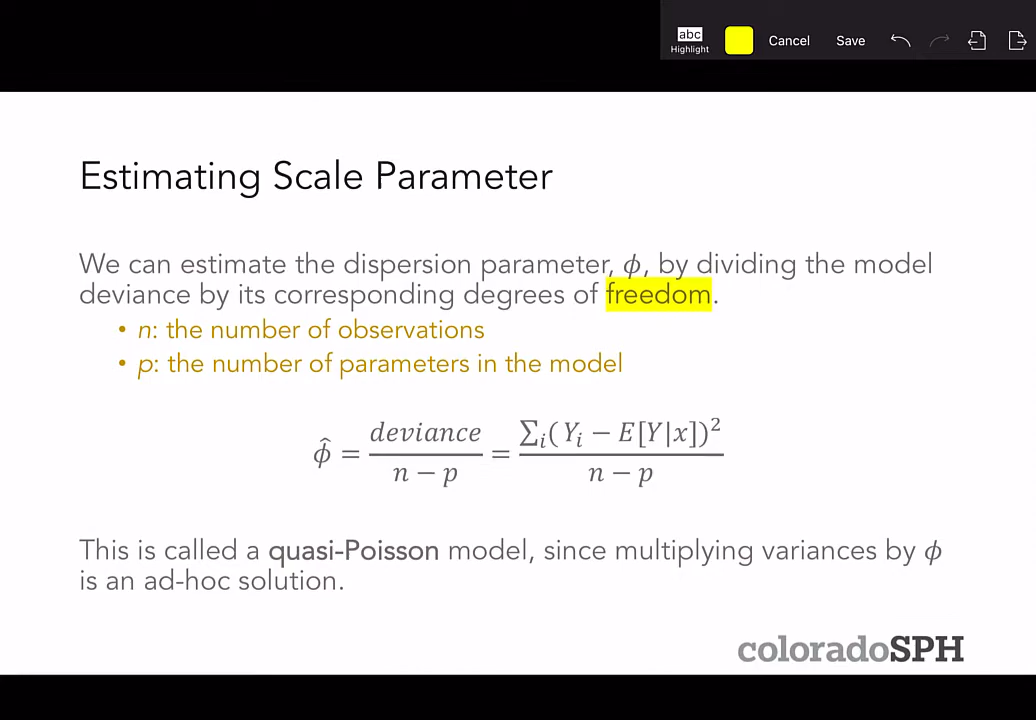 abc
Highlight
Cancel
Save
Estimating Scale Parameter
We can estimate the dispersion parameter, ϕ, by dividing the model
deviance by its corresponding degrees of freedom.
• n: the number of observations
• p: the number of parameters in the model
ϕ̂ = deviance / (n − p) = ∑ᵢ(Yᵢ − E[Y|x])² / (n − p)
This is called a quasi-Poisson model, since multiplying variances by ϕ
is an ad-hoc solution.
coloradoSPH